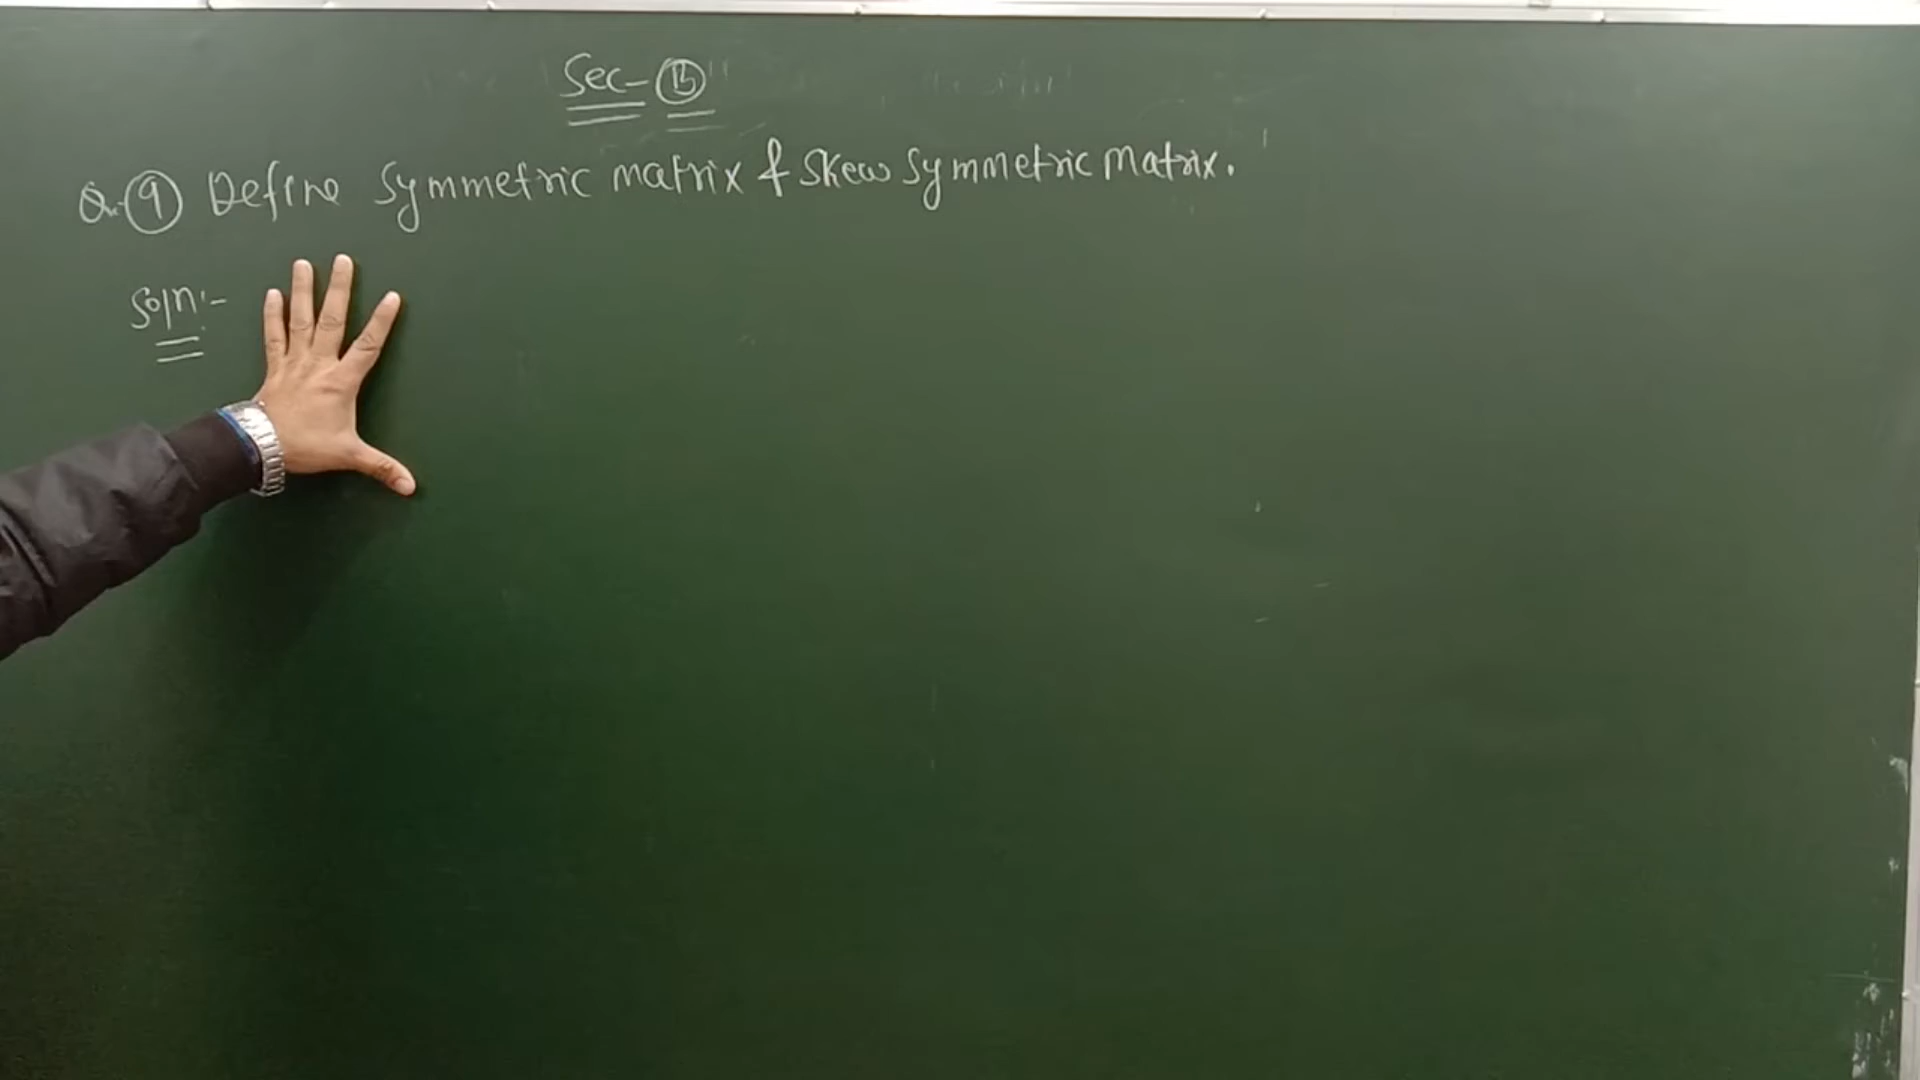 Sec-B
Q.9 Define Symmetric matrix & Skew Symmetric Matrix.
Soln:-